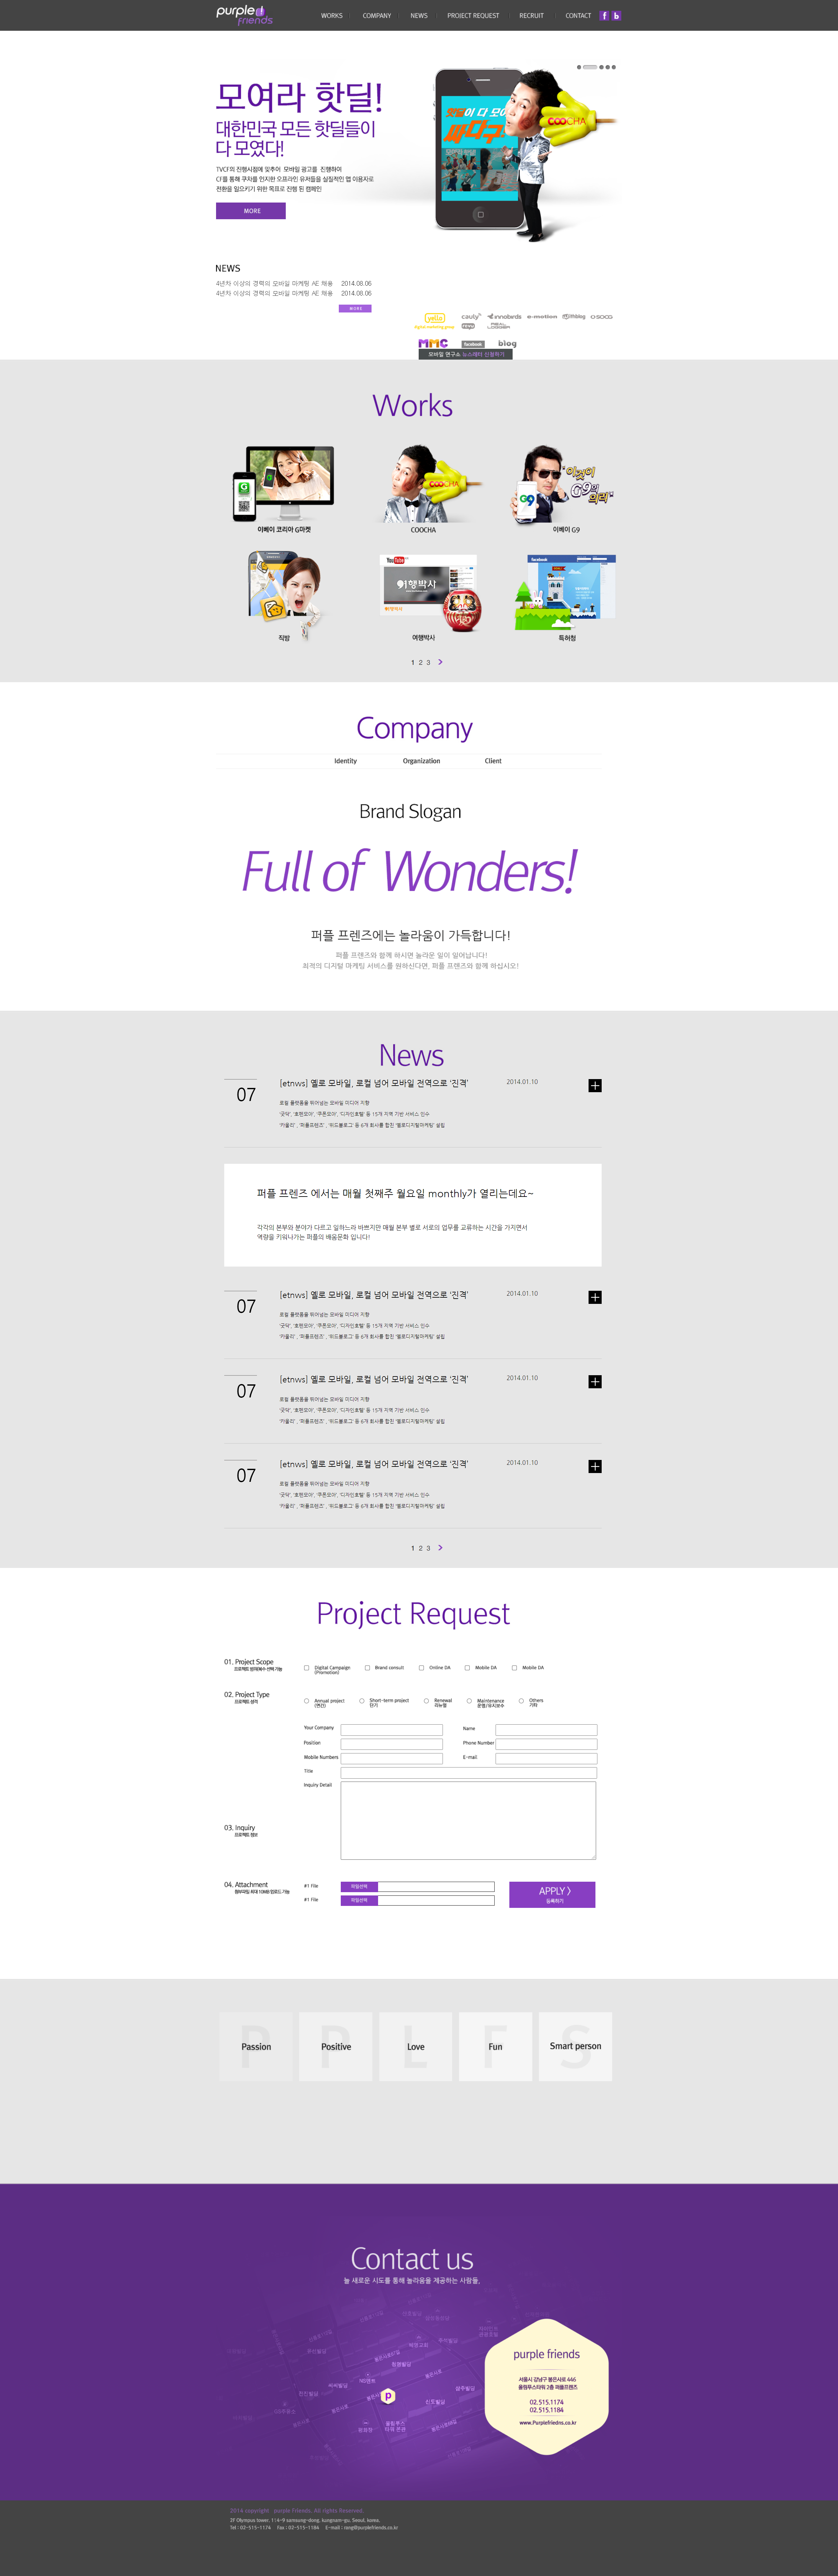 purple friends
WORKS COMPANY NEWS PROJECT REQUEST RECRUIT CONTACT
모여라 핫딜!
대한민국 모든 핫딜들이
다 모였다!
TVCF의 진행시점에 맞추어 모바일 광고를 진행하여
CF를 통해 쿠차를 인지한 오프라인 유저들을 실질적인 앱 이용자로
전환을 일으키기 위한 목표로 진행 된 캠페인
MORE
핫딜이 다 모여
싸다구
COOCHA
NEWS
4년차 이상의 경력의 모바일 마케팅 AE 채용 2014.09.06
4년차 이상의 경력의 모바일 마케팅 AE 채용 2014.08.06
MORE
yello
cauly innobirds e-motion
MMC facebook blog
모바일 연구소 뉴스레터 신청하기
Works
COOCHA
이것이 G9의 의리
G9
이베이 코리아 G마켓
COOCHA
이베이 G9
YouTube
여행박사
facebook
직방
여행박사
특허청
1 2 3
Company
Identity Organization Client
Brand Slogan
Full of Wonders!
퍼플 프렌즈에는 놀라움이 가득합니다!
퍼플 프렌즈와 함께 하시면 놀라운 일이 일어납니다!
최적의 디지털 마케팅 서비스를 원하신다면, 퍼플 프렌즈와 함께 하십시오!
News
07
[etnws] 옐로 모바일, 로컬 넘어 모바일 전역으로 '진격'
2014.01.10
로컬 플랫폼을 뛰어넘는 모바일 미디어 지향
'굿닥', '호텐모아', '쿠폰모아', '디자인호텔' 등 15개 지역 기반 서비스 인수
'카울리' , '퍼플프렌즈' , '위드블로그' 등 6개 회사를 합친 '옐로디지털마케팅' 설립
퍼플 프렌즈 에서는 매월 첫째주 월요일 monthly가 열리는데요~
각각의 본부와 분야가 다르고 일하느라 바쁘지만 매월 본부 별로 서로의 업무를 교류하는 시간을 가지면서
역량을 키워나가는 퍼플의 배움문화 입니다!
07
[etnws] 옐로 모바일, 로컬 넘어 모바일 전역으로 '진격'
2014.01.10
로컬 플랫폼을 뛰어넘는 모바일 미디어 지향
'굿닥', '호텐모아', '쿠폰모아', '디자인호텔' 등 15개 지역 기반 서비스 인수
'카울리' , '퍼플프렌즈' , '위드블로그' 등 6개 회사를 합친 '옐로디지털마케팅' 설립
07
[etnws] 옐로 모바일, 로컬 넘어 모바일 전역으로 '진격'
2014.01.10
로컬 플랫폼을 뛰어넘는 모바일 미디어 지향
'굿닥', '호텐모아', '쿠폰모아', '디자인호텔' 등 15개 지역 기반 서비스 인수
'카울리' , '퍼플프렌즈' , '위드블로그' 등 6개 회사를 합친 '옐로디지털마케팅' 설립
07
[etnws] 옐로 모바일, 로컬 넘어 모바일 전역으로 '진격'
2014.01.10
로컬 플랫폼을 뛰어넘는 모바일 미디어 지향
'굿닥', '호텐모아', '쿠폰모아', '디자인호텔' 등 15개 지역 기반 서비스 인수
'카울리' , '퍼플프렌즈' , '위드블로그' 등 6개 회사를 합친 '옐로디지털마케팅' 설립
1 2 3
Project Request
01. Project Scope
Digital Campaign (Promotion)
Brand consult
Online DA
Mobile DA
Mobile DA
02. Project Type
프로젝트 성격
Annual project (연간)
Short-term project 단기
Renewal 리뉴얼
Maintenance 운영/유지보수
Others 기타
Your Company
Name
Position
Phone Number
Mobile Numbers
E-mail
Title
Inquiry Detail
03. Inquiry
프로젝트 정보
04. Attachment
#1 File 파일선택
#1 File 파일선택
APPLY
등록하기
P P L F S
Passion
Positive
Love
Fun
Smart person
Contact us
늘 새로운 시도를 통해 놀라움을 제공하는 사람들,
purple friends
서울시 강남구 봉은사로 446
올림푸스타워 2층 퍼플프렌즈
02.515.1174
02.515.1184
www.Purplefriedns.co.kr
2014 copyright purple Friends. All rights Reserved.
2F Olympus tower, 114-9 samsung-dong, kangnam-gu, Seoul, korea.
Tel : 02-515-1174 Fax : 02-515-1184 E-mail : rang@purplefriends.co.kr